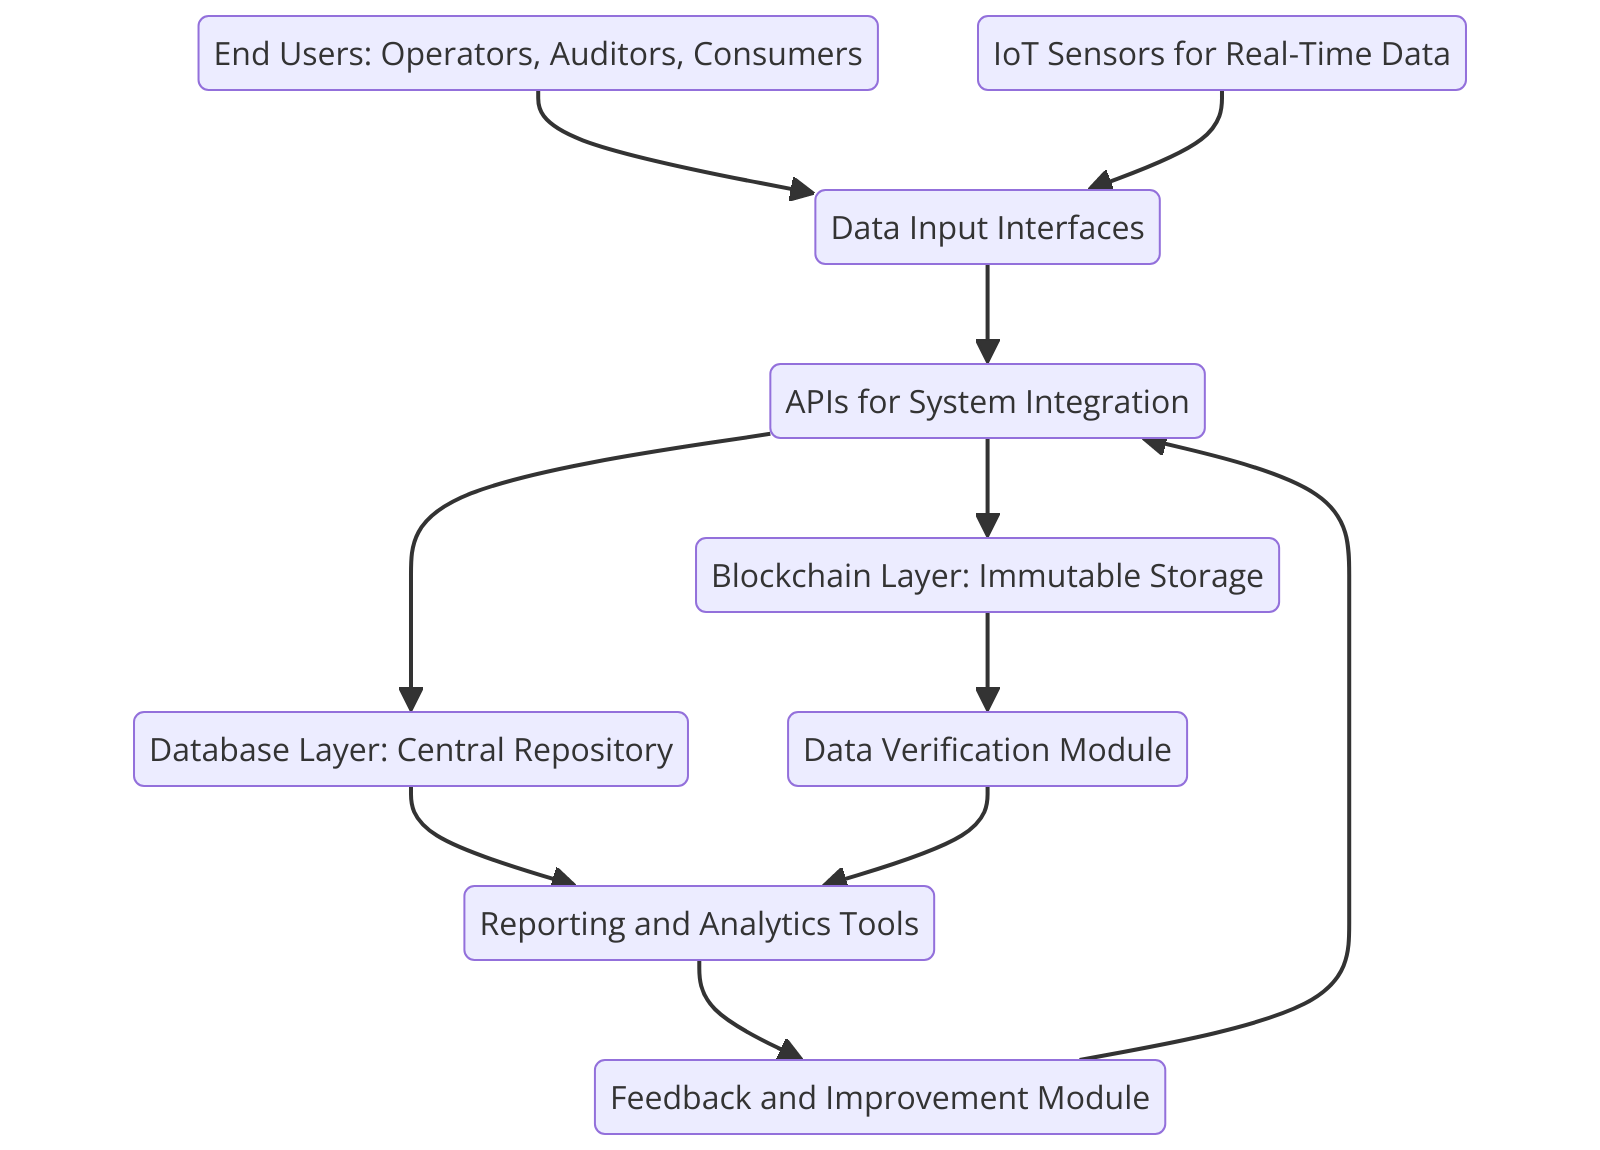 End Users: Operators, Auditors, Consumers
IoT Sensors for Real-Time Data
Data Input Interfaces
APIs for System Integration
Blockchain Layer: Immutable Storage
Database Layer: Central Repository
Data Verification Module
Reporting and Analytics Tools
Feedback and Improvement Module